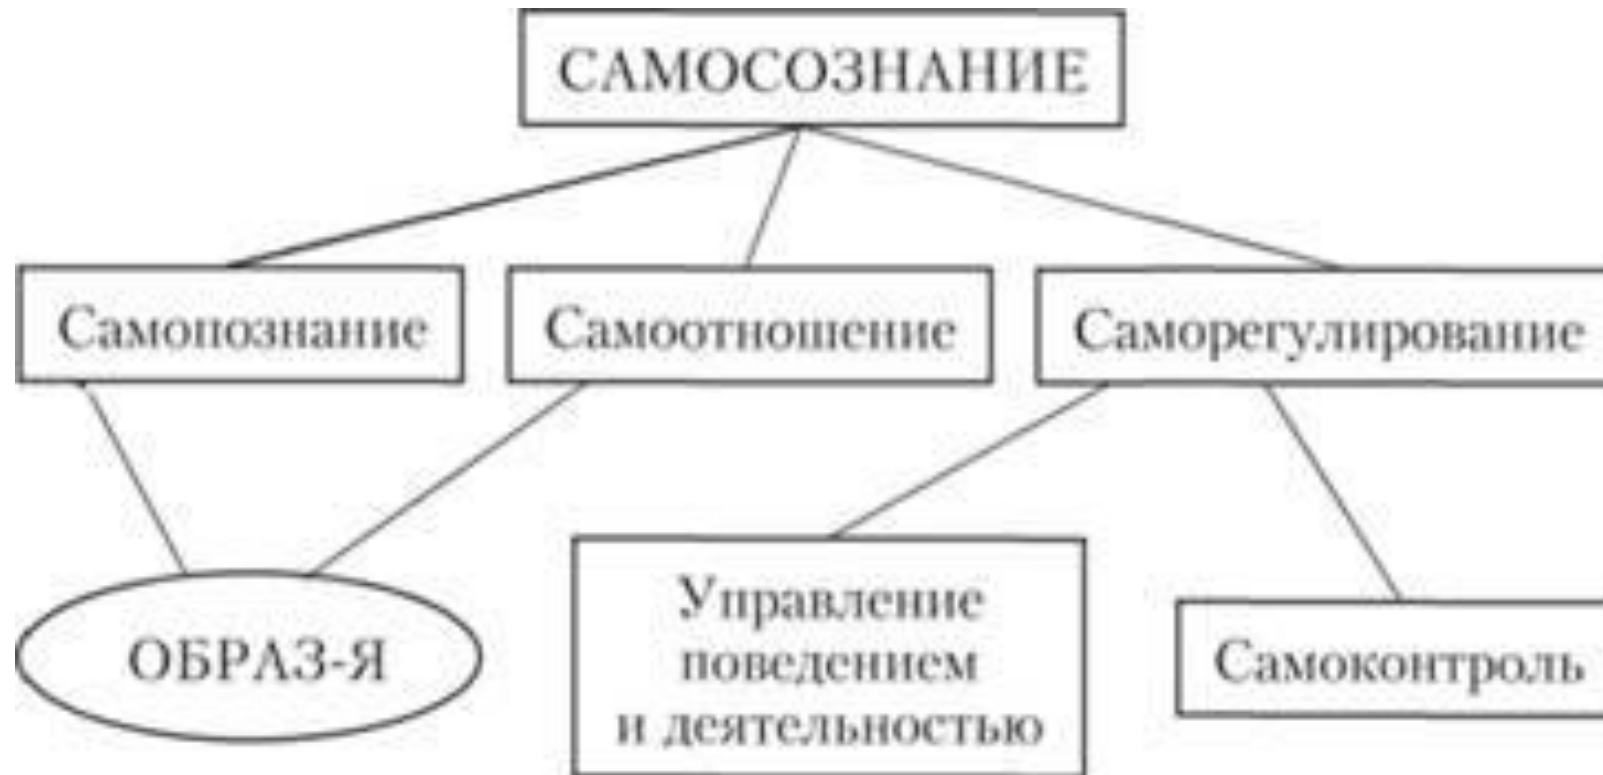 САМОСОЗНАНИЕ
Самопознание
Самоотношение
Саморегулирование
ОБРАЗ-Я
Управление
поведением
и деятельностью
Самоконтроль